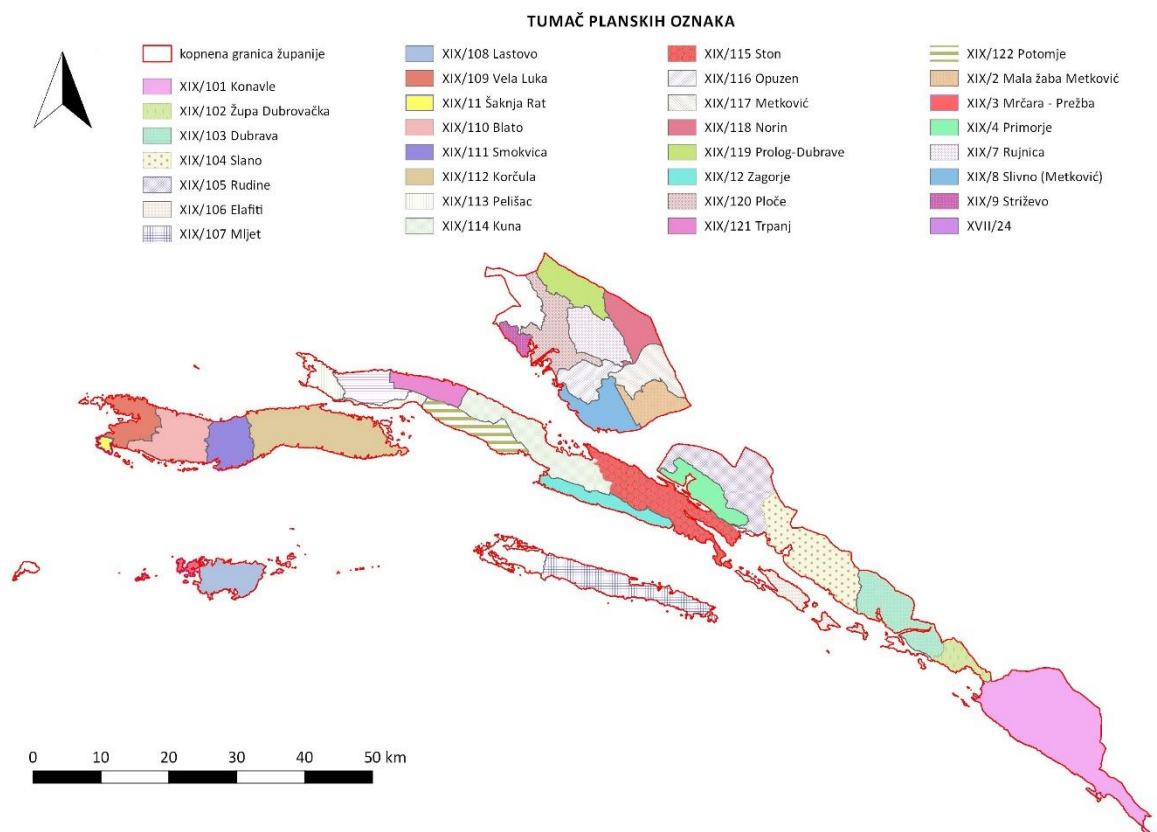 TUMAČ PLANSKIH OZNAKA
kopnena granica županije
XIX/101 Konavle
XIX/102 Župa Dubrovačka
XIX/103 Dubrava
XIX/104 Slano
XIX/105 Rudine
XIX/106 Elafiti
XIX/107 Mljet
XIX/108 Lastovo
XIX/109 Vela Luka
XIX/11 Šaknja Rat
XIX/110 Blato
XIX/111 Smokvica
XIX/112 Korčula
XIX/113 Pelišac
XIX/114 Kuna
XIX/115 Ston
XIX/116 Opuzen
XIX/117 Metković
XIX/118 Norin
XIX/119 Prolog-Dubrave
XIX/12 Zagorje
XIX/120 Ploče
XIX/121 Trpanj
XIX/122 Potomje
XIX/2 Mala žaba Metković
XIX/3 Mrčara - Prežba
XIX/4 Primorje
XIX/7 Rujnica
XIX/8 Slivno (Metković)
XIX/9 Striževo
XVII/24
0 10 20 30 40 50 km